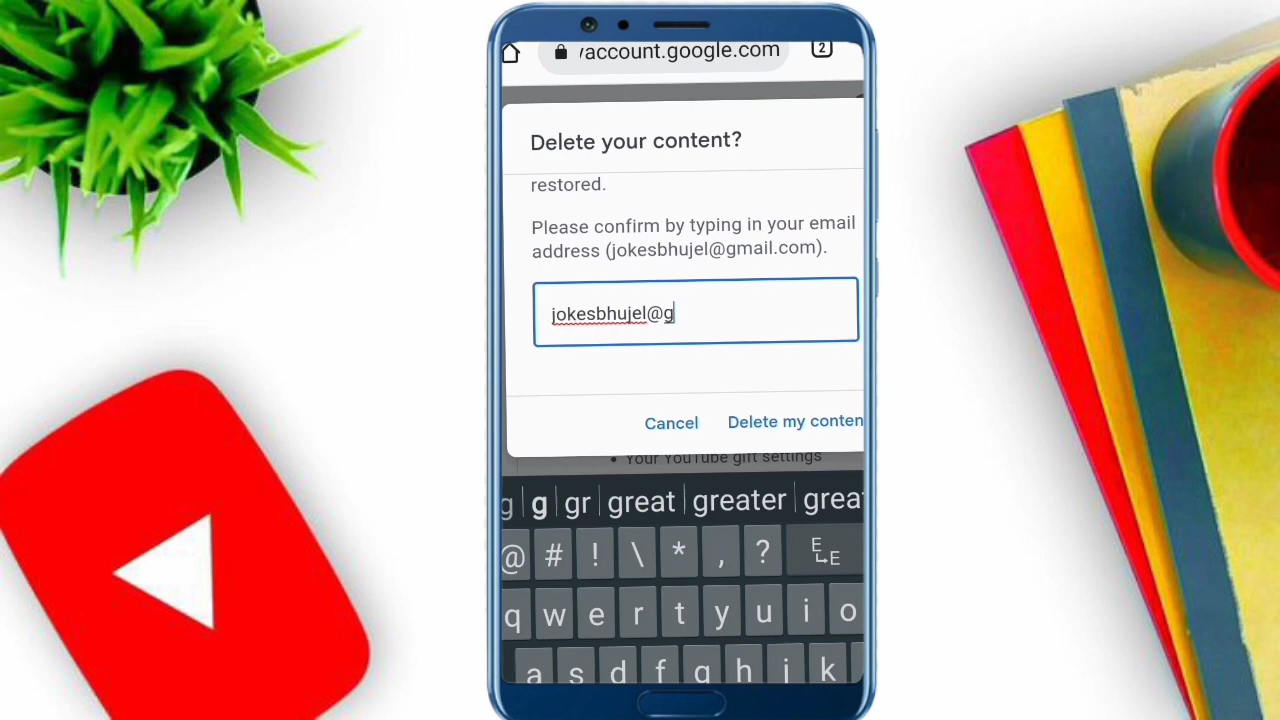 /account.google.com
2
Delete your content?
restored.
Please confirm by typing in your email
address (jokesbhujel@gmail.com).
jokesbhujel@g
Cancel
Delete my conten
Your YouTube gift settings
g g gr great greater grea
@ # ! \ * , ? E E
q w e r t y u i o
a s d f g h j k